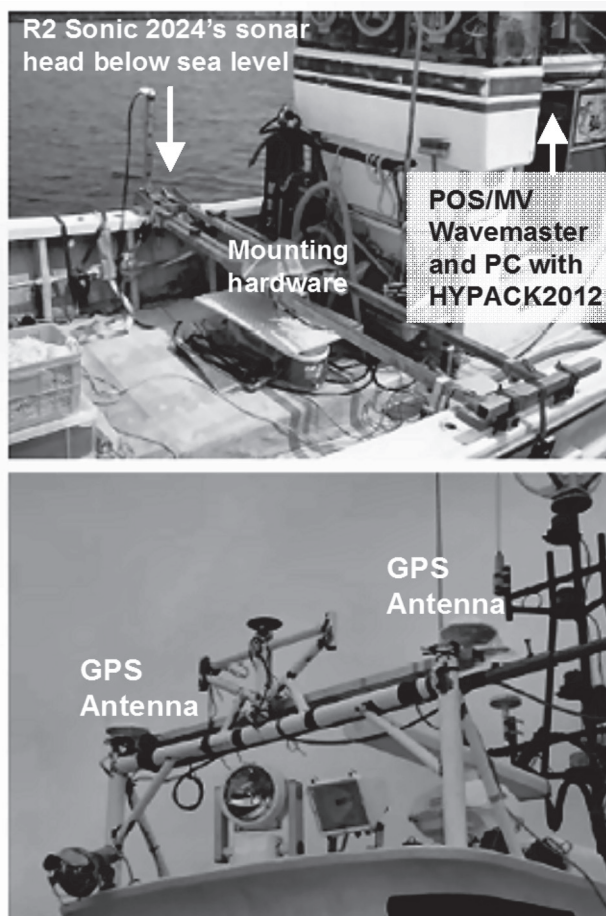 R2 Sonic 2024's sonar
head below sea level
POS/MV
Wavemaster
and PC with
HYPACK2012
Mounting
hardware
GPS
Antenna
GPS
Antenna